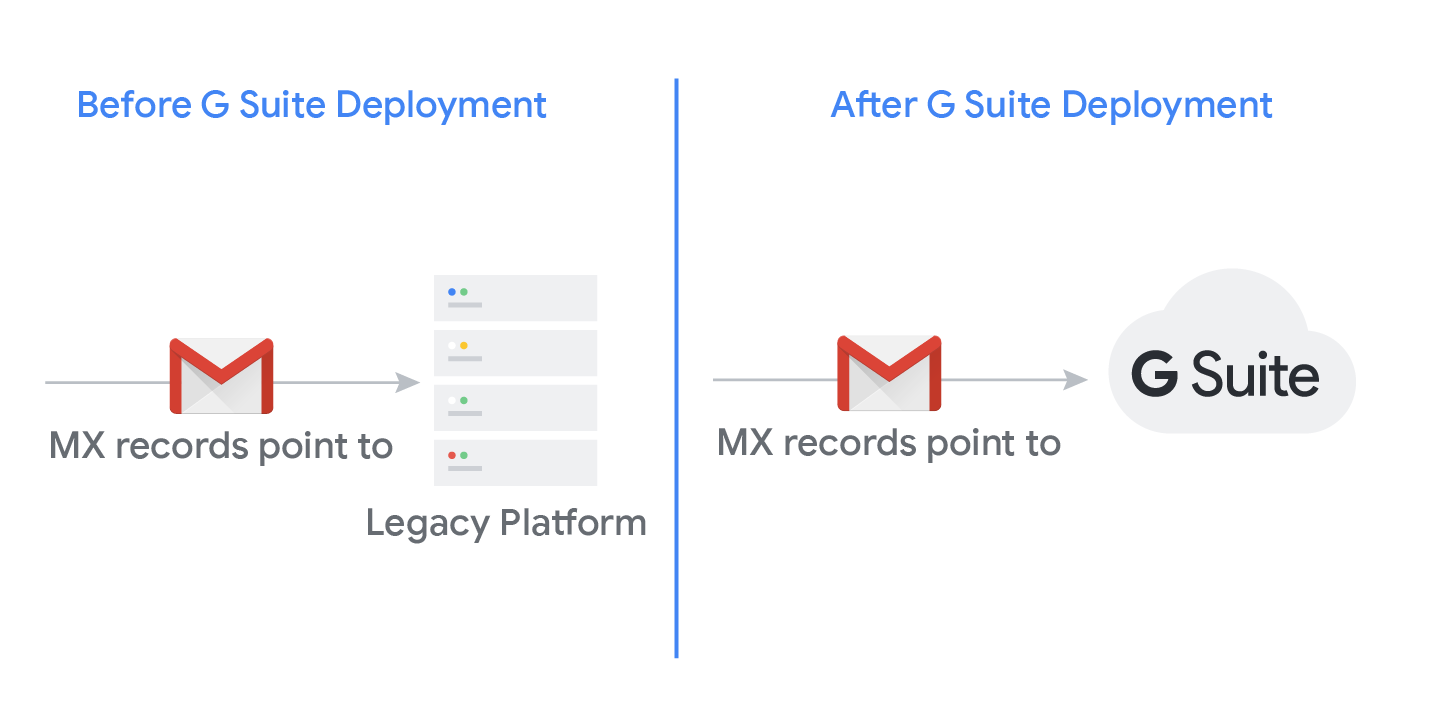 Before G Suite Deployment
MX records point to
Legacy Platform
After G Suite Deployment
MX records point to
G Suite